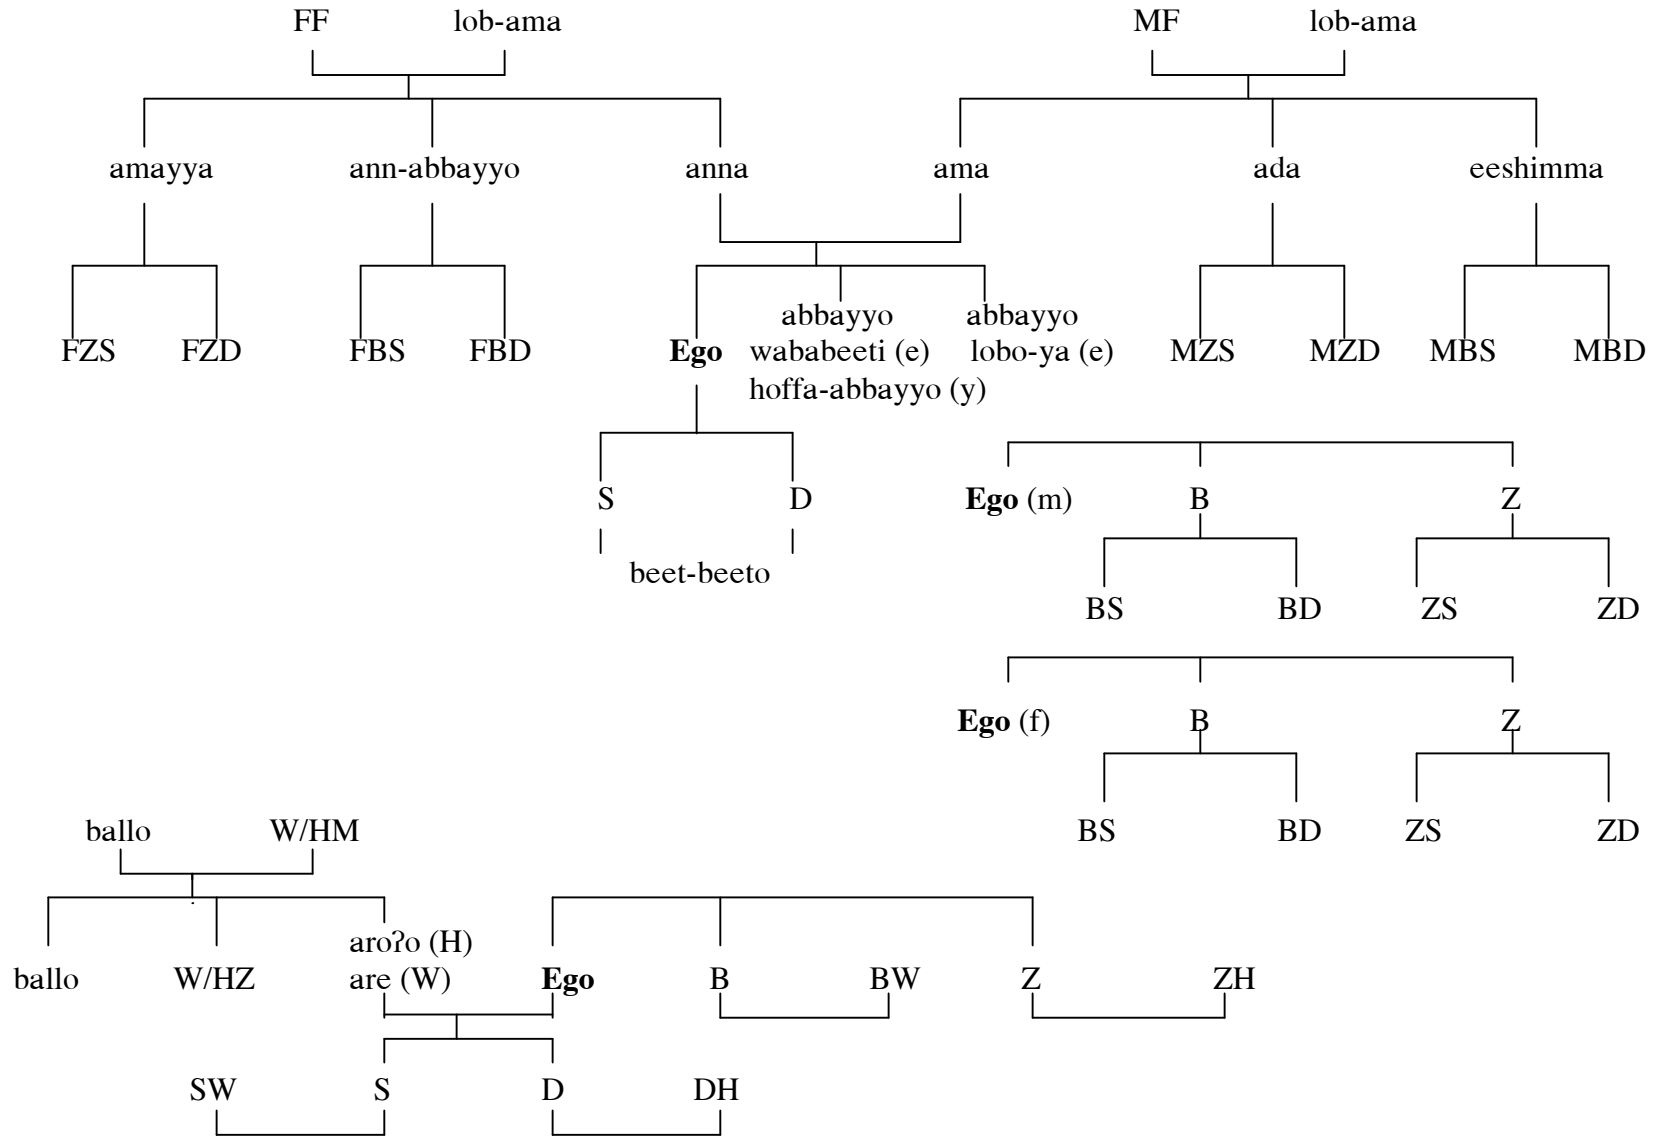 FF lob-ama MF lob-ama
amayya ann-abbayyo anna ama ada eeshimma
abbayyo abbayyo
FZS FZD FBS FBD Ego wababeeti (e) lobo-ya (e) MZS MZD MBS MBD
hoffa-abbayyo (y)
S D Ego (m) B Z
beet-beeto
BS BD ZS ZD
Ego (f) B Z
ballo W/HM BS BD ZS ZD
aroʔo (H)
ballo W/HZ are (W) Ego B BW Z ZH
SW S D DH